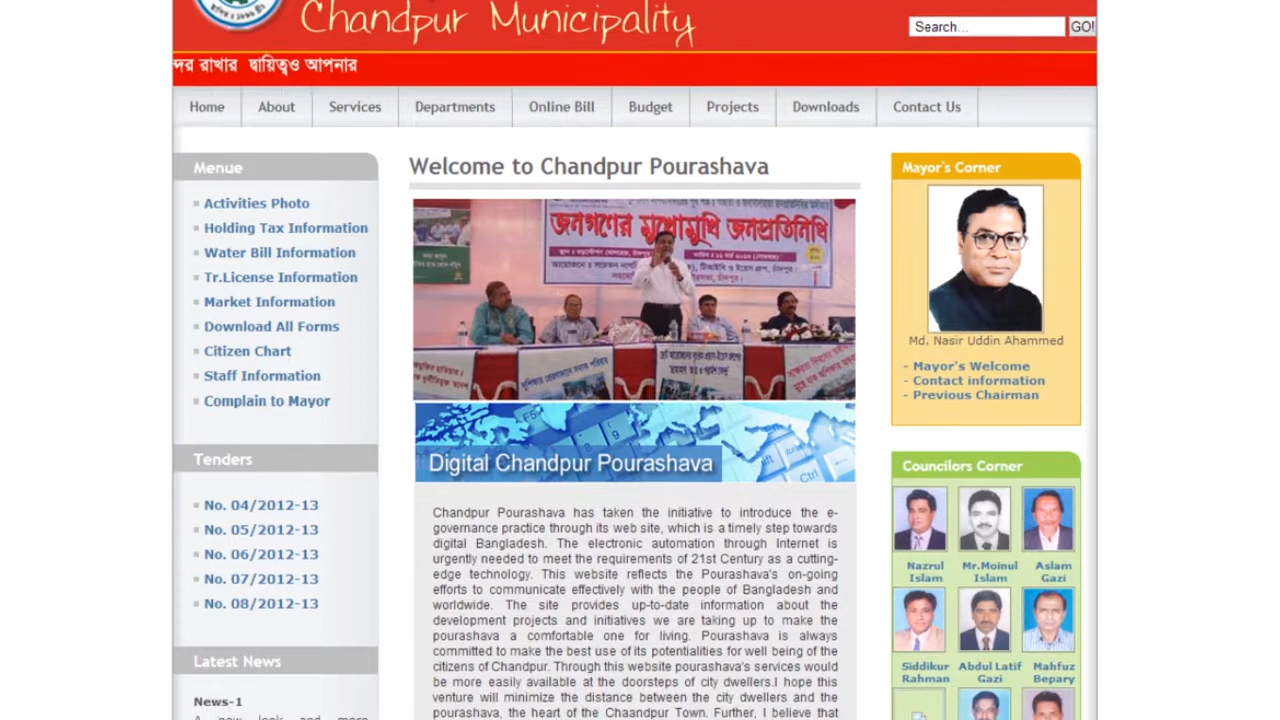 Chandpur Municipality
Search...
GO!
দর রাখার দ্বায়িত্বও আপনার
Home
About
Services
Departments
Online Bill
Budget
Projects
Downloads
Contact Us
Menue
Activities Photo
Holding Tax Information
Water Bill Information
Tr.License Information
Market Information
Download All Forms
Citizen Chart
Staff Information
Complain to Mayor
Tenders
No. 04/2012-13
No. 05/2012-13
No. 06/2012-13
No. 07/2012-13
No. 08/2012-13
Latest News
News-1
A new look and more
Welcome to Chandpur Pourashava
জনগণের মুখোমুখি জনপ্রতিনিধি
Digital Chandpur Pourashava
Chandpur Pourashava has taken the initiative to introduce the e-
governance practice through its web site, which is a timely step towards
digital Bangladesh. The electronic automation through Internet is
urgently needed to meet the requirements of 21st Century as a cutting-
edge technology. This website reflects the Pourashava's on-going
efforts to communicate effectively with the people of Bangladesh and
worldwide. The site provides up-to-date information about the
development projects and initiatives we are taking up to make the
pourashava a comfortable one for living. Pourashava is always
committed to make the best use of its potentialities for well being of the
citizens of Chandpur. Through this website pourashava's services would
be more easily available at the doorsteps of city dwellers.I hope this
venture will minimize the distance between the city dwellers and the
pourashava, the heart of the Chaandpur Town. Further, I believe that
Mayor's Corner
Md. Nasir Uddin Ahammed
- Mayor's Welcome
- Contact information
- Previous Chairman
Councilors Corner
Nazrul
Islam
Mr.Moinul
Islam
Aslam
Gazi
Siddikur
Rahman
Abdul Latif
Gazi
Mahfuz
Bepary